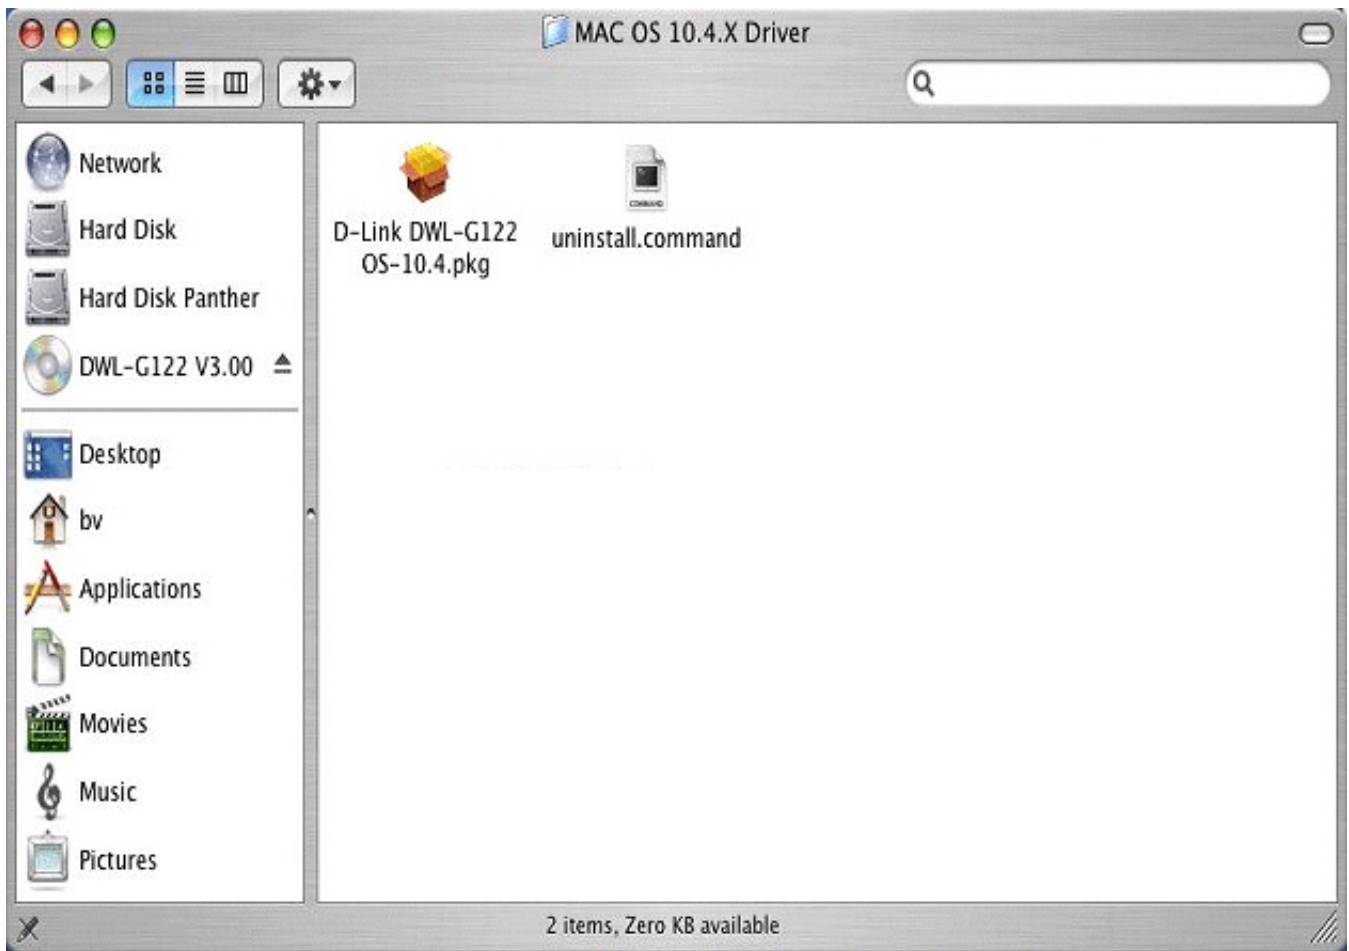 MAC OS 10.4.X Driver
Network
Hard Disk
Hard Disk Panther
DWL-G122 V3.00
Desktop
bv
Applications
Documents
Movies
Music
Pictures
D-Link DWL-G122
OS-10.4.pkg
COMMAND
uninstall.command
2 items, Zero KB available